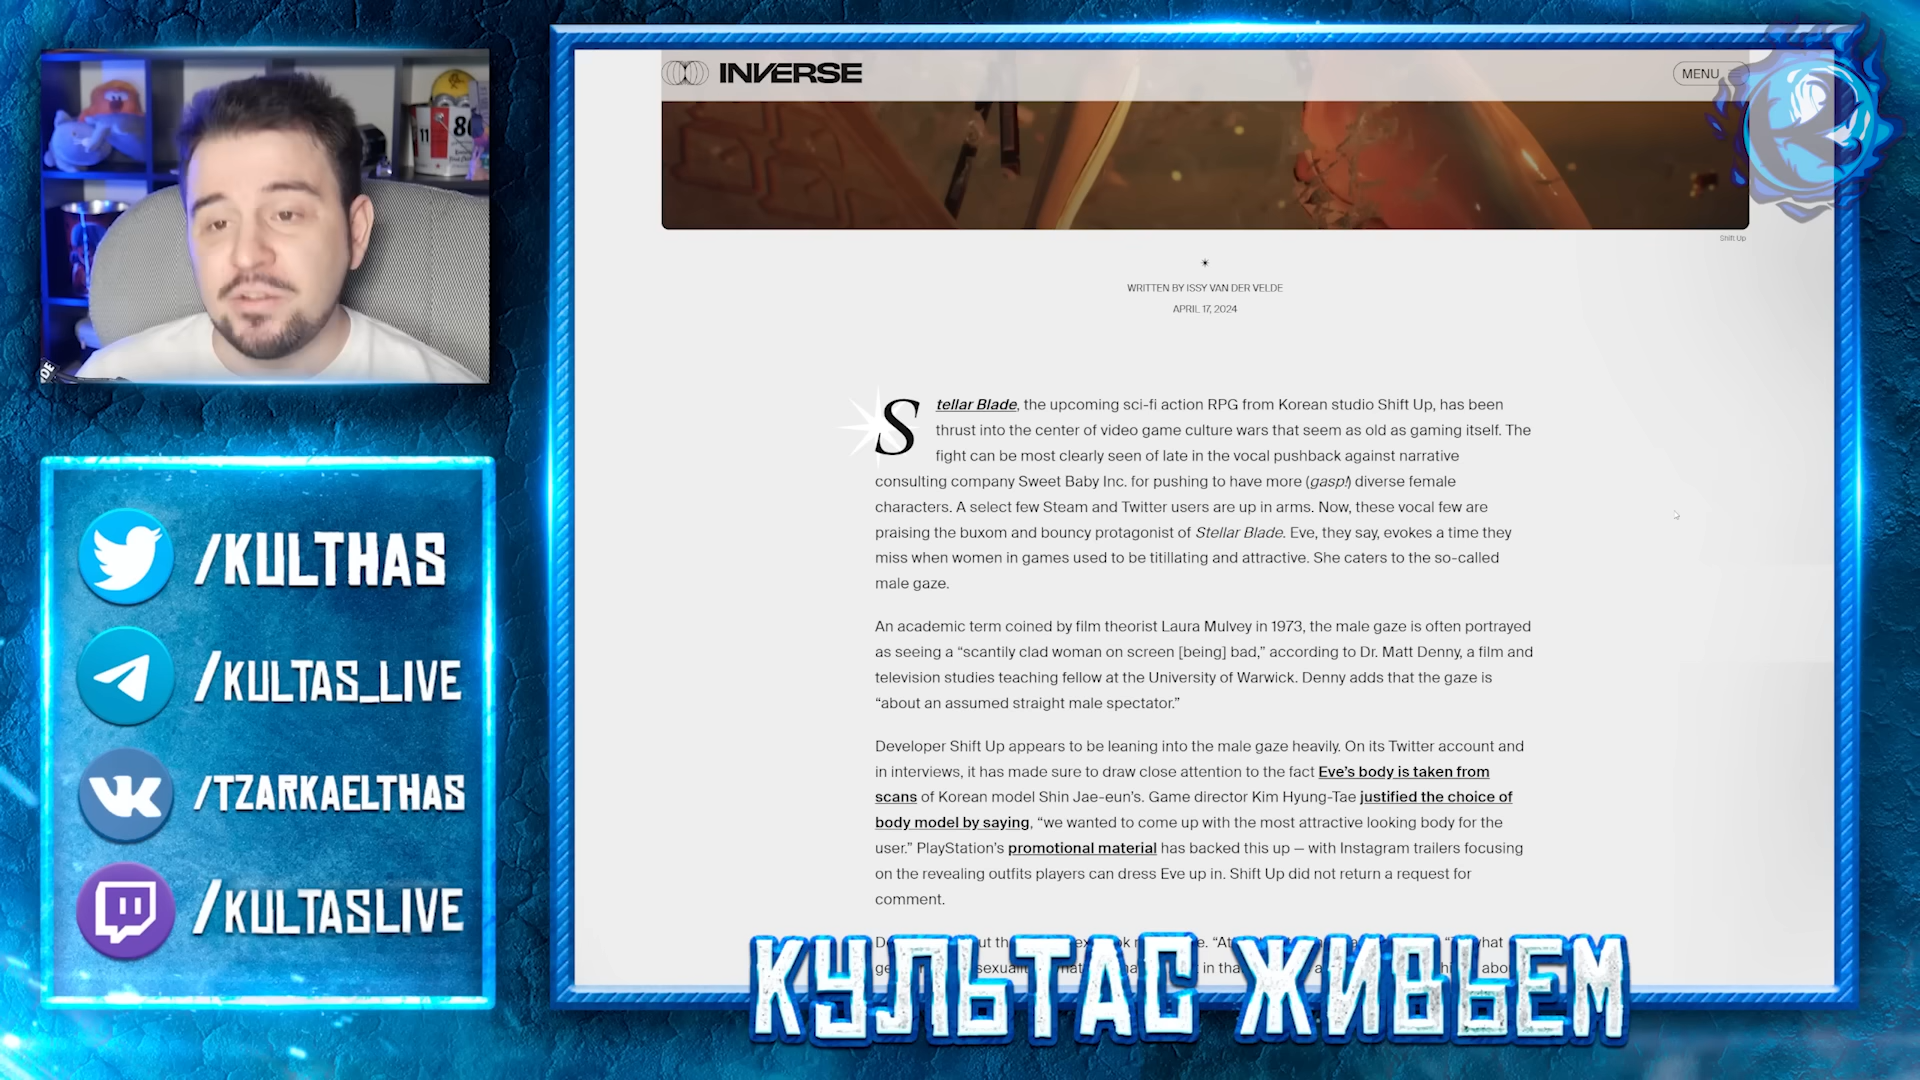 /KULTHAS
/KULTAS_LIVE
/TZARKAELTHAS
/KULTASLIVE
INVERSE
MENU
Shift Up
WRITTEN BY ISSY VAN DER VELDE
APRIL 17, 2024
Stellar Blade, the upcoming sci-fi action RPG from Korean studio Shift Up, has been
thrust into the center of video game culture wars that seem as old as gaming itself. The
fight can be most clearly seen of late in the vocal pushback against narrative
consulting company Sweet Baby Inc. for pushing to have more (gasp!) diverse female
characters. A select few Steam and Twitter users are up in arms. Now, these vocal few are
praising the buxom and bouncy protagonist of Stellar Blade. Eve, they say, evokes a time they
miss when women in games used to be titillating and attractive. She caters to the so-called
male gaze.
An academic term coined by film theorist Laura Mulvey in 1973, the male gaze is often portrayed
as seeing a “scantily clad woman on screen [being] bad,” according to Dr. Matt Denny, a film and
television studies teaching fellow at the University of Warwick. Denny adds that the gaze is
“about an assumed straight male spectator.”
Developer Shift Up appears to be leaning into the male gaze heavily. On its Twitter account and
in interviews, it has made sure to draw close attention to the fact Eve’s body is taken from
scans of Korean model Shin Jae-eun’s. Game director Kim Hyung-Tae justified the choice of
body model by saying, “we wanted to come up with the most attractive looking body for the
user.” PlayStation’s promotional material has backed this up — with Instagram trailers focusing
on the revealing outfits players can dress Eve up in. Shift Up did not return a request for
comment.
КУЛЬТАС ЖИВЬЕМ